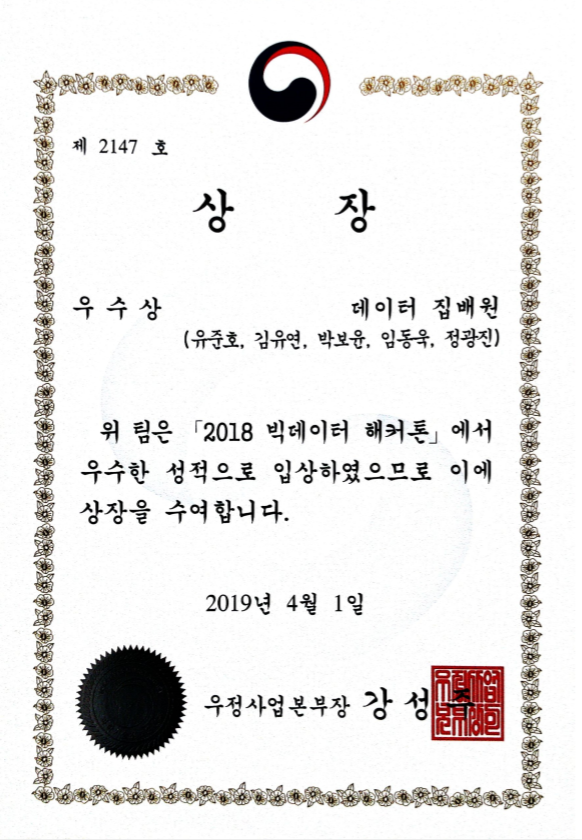 제 2147 호
상 장
우 수 상 데이터 집배원
(유준호, 김유연, 박보윤, 임동욱, 정광진)
위 팀은 「2018 빅데이터 해커톤」에서
우수한 성적으로 입상하였으므로 이에
상장을 수여합니다.
2019년 4월 1일
우정사업본부장 강 성 주